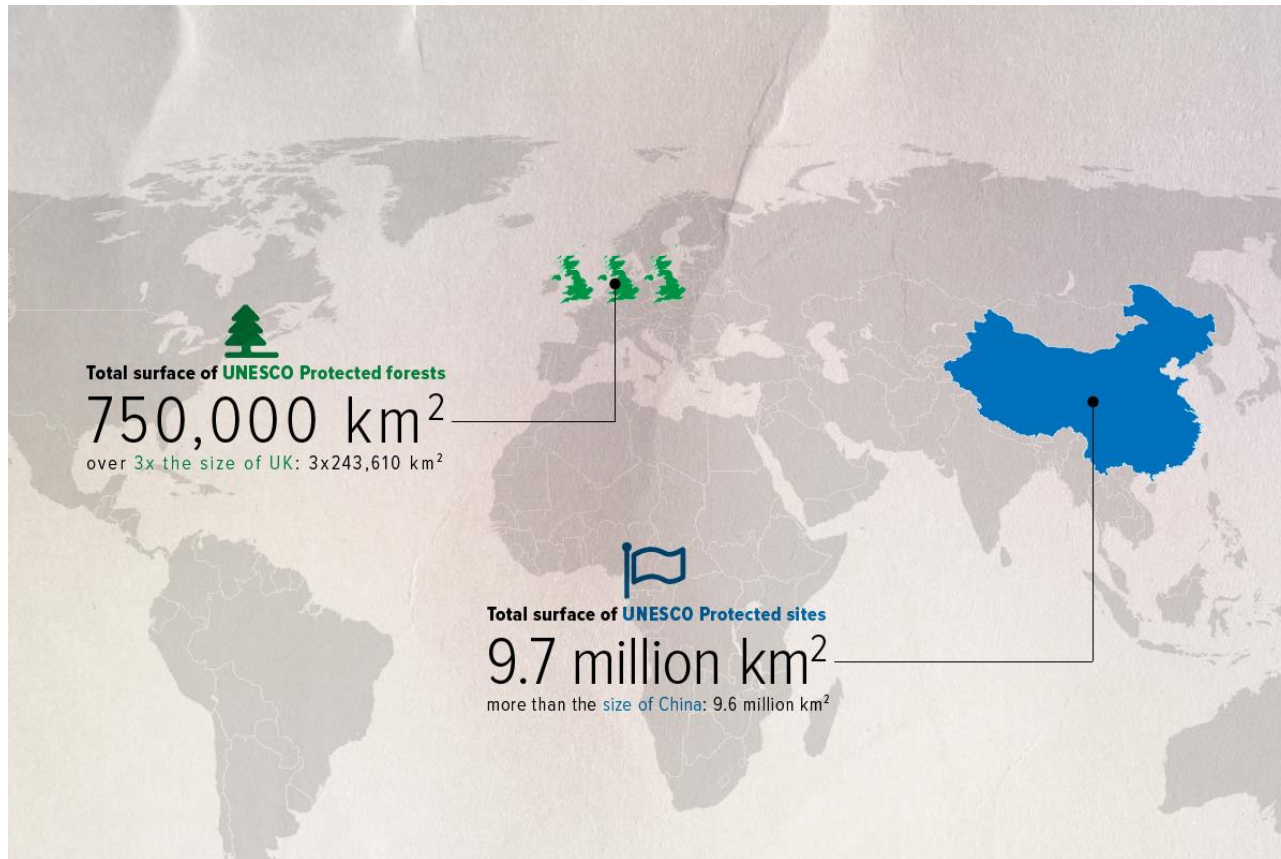 Total surface of UNESCO Protected forests
750,000 km²
over 3x the size of UK: 3x243,610 km²
Total surface of UNESCO Protected sites
9.7 million km²
more than the size of China: 9.6 million km²